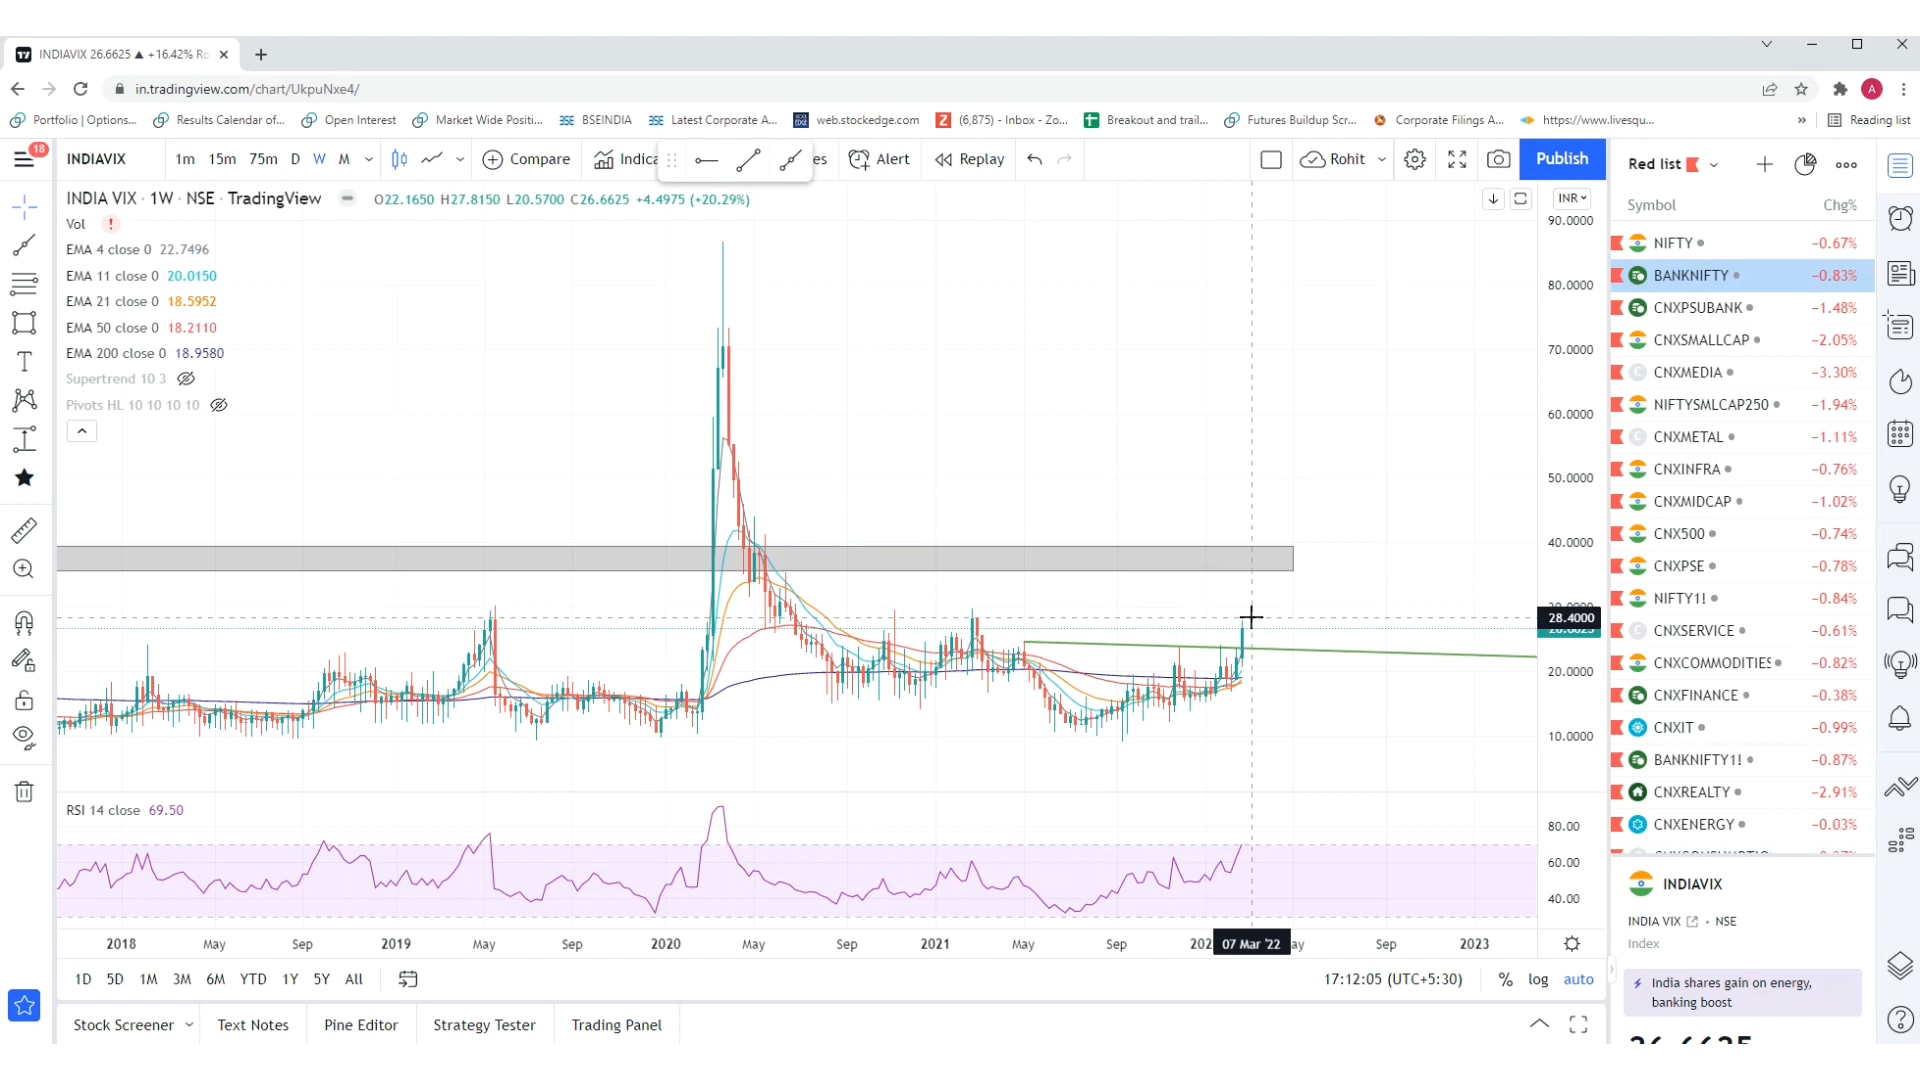 INDIAVIX 26.6625 ▲ +16.42% Ro
in.tradingview.com/chart/UkpuNxe4/
Portfolio | Options... Results Calendar of... Open Interest Market Wide Positi... BSEINDIA Latest Corporate A... web.stockedge.com (6,875) - Inbox - Zo... Breakout and trail... Futures Buildup Scr... Corporate Filings A... https://www.livesqu... » Reading list
18
INDIAVIX 1m 15m 75m D W M Compare Indica es Alert Replay Rohit Publish
INDIA VIX · 1W · NSE · TradingView O22.1650 H27.8150 L20.5700 C26.6625 +4.4975 (+20.29%)
INR
Vol !
EMA 4 close 0 22.7496
EMA 11 close 0 20.0150
EMA 21 close 0 18.5952
EMA 50 close 0 18.2110
EMA 200 close 0 18.9580
Supertrend 10 3
Pivots HL 10 10 10 10
90.0000
80.0000
70.0000
60.0000
50.0000
40.0000
28.4000
20.0000
10.0000
RSI 14 close 69.50
80.00
60.00
40.00
2018 May Sep 2019 May Sep 2020 May Sep 2021 May Sep 202 07 Mar '22 ay Sep 2023
1D 5D 1M 3M 6M YTD 1Y 5Y All 17:12:05 (UTC+5:30) % log auto
Stock Screener Text Notes Pine Editor Strategy Tester Trading Panel
Red list
Symbol Chg%
NIFTY −0.67%
BANKNIFTY −0.83%
CNXPSUBANK −1.48%
CNXSMALLCAP −2.05%
CNXMEDIA −3.30%
NIFTYSMLCAP250 −1.94%
CNXMETAL −1.11%
CNXINFRA −0.76%
CNXMIDCAP −1.02%
CNX500 −0.74%
CNXPSE −0.78%
NIFTY1! −0.84%
CNXSERVICE −0.61%
CNXCOMMODITIES −0.82%
CNXFINANCE −0.38%
CNXIT −0.99%
BANKNIFTY1! −0.87%
CNXREALTY −2.91%
CNXENERGY −0.03%
INDIAVIX
INDIA VIX • NSE
Index
India shares gain on energy,
banking boost